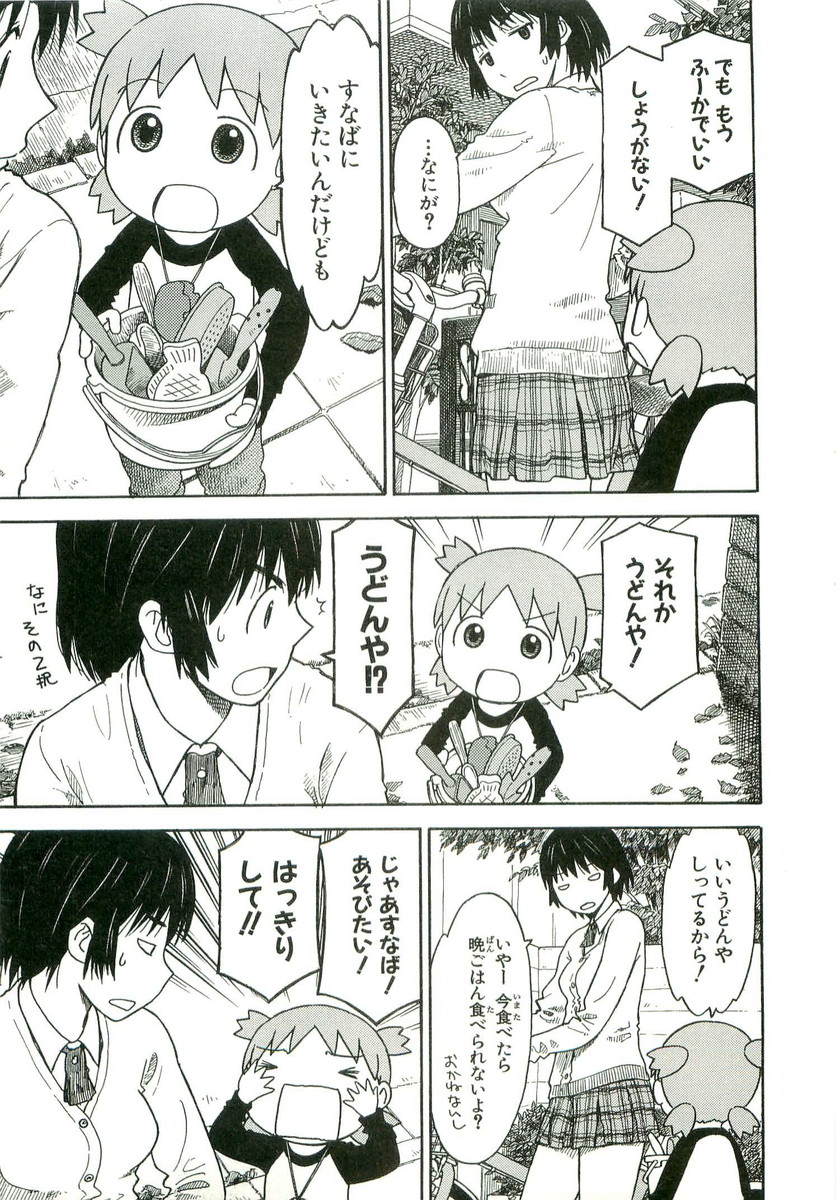 でも もう
ふーかでいい
しょうがない!
…なにが?
すなばに
いきたいんだけども
それか
うどんや!
うどんや!?
なに その2択
いいうどんや
しってるから!
いやー 今食べたら
晩ごはん食べられないよ?
おかねないし
じゃあすなば!
あそびたい!
はっきり
して!!